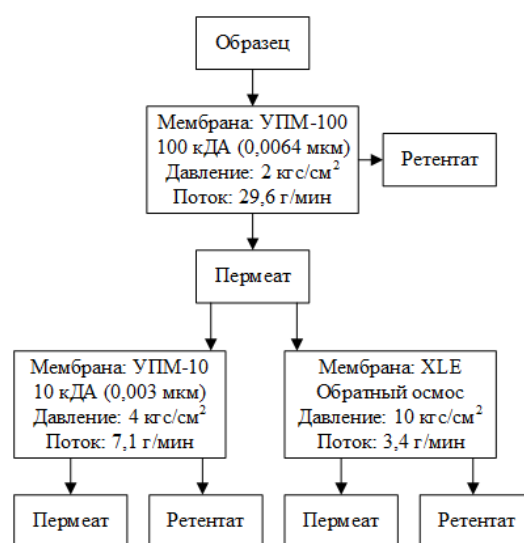 Образец
Мембрана: УПМ-100
100 кДА (0,0064 мкм)
Давление: 2 кгс/см²
Поток: 29,6 г/мин
Ретентат
Пермеат
Мембрана: УПМ-10
10 кДА (0,003 мкм)
Давление: 4 кгс/см²
Поток: 7,1 г/мин
Мембрана: XLE
Обратный осмос
Давление: 10 кгс/см²
Поток: 3,4 г/мин
Пермеат
Ретентат
Пермеат
Ретентат